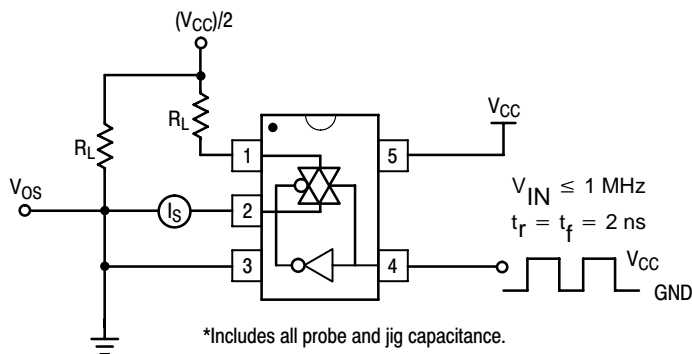 (VCC)/2
RL
RL
VCC
1
5
VOS
IS
2
VIN ≤ 1 MHz
tr = tf = 2 ns
3
4
VCC
GND
*Includes all probe and jig capacitance.